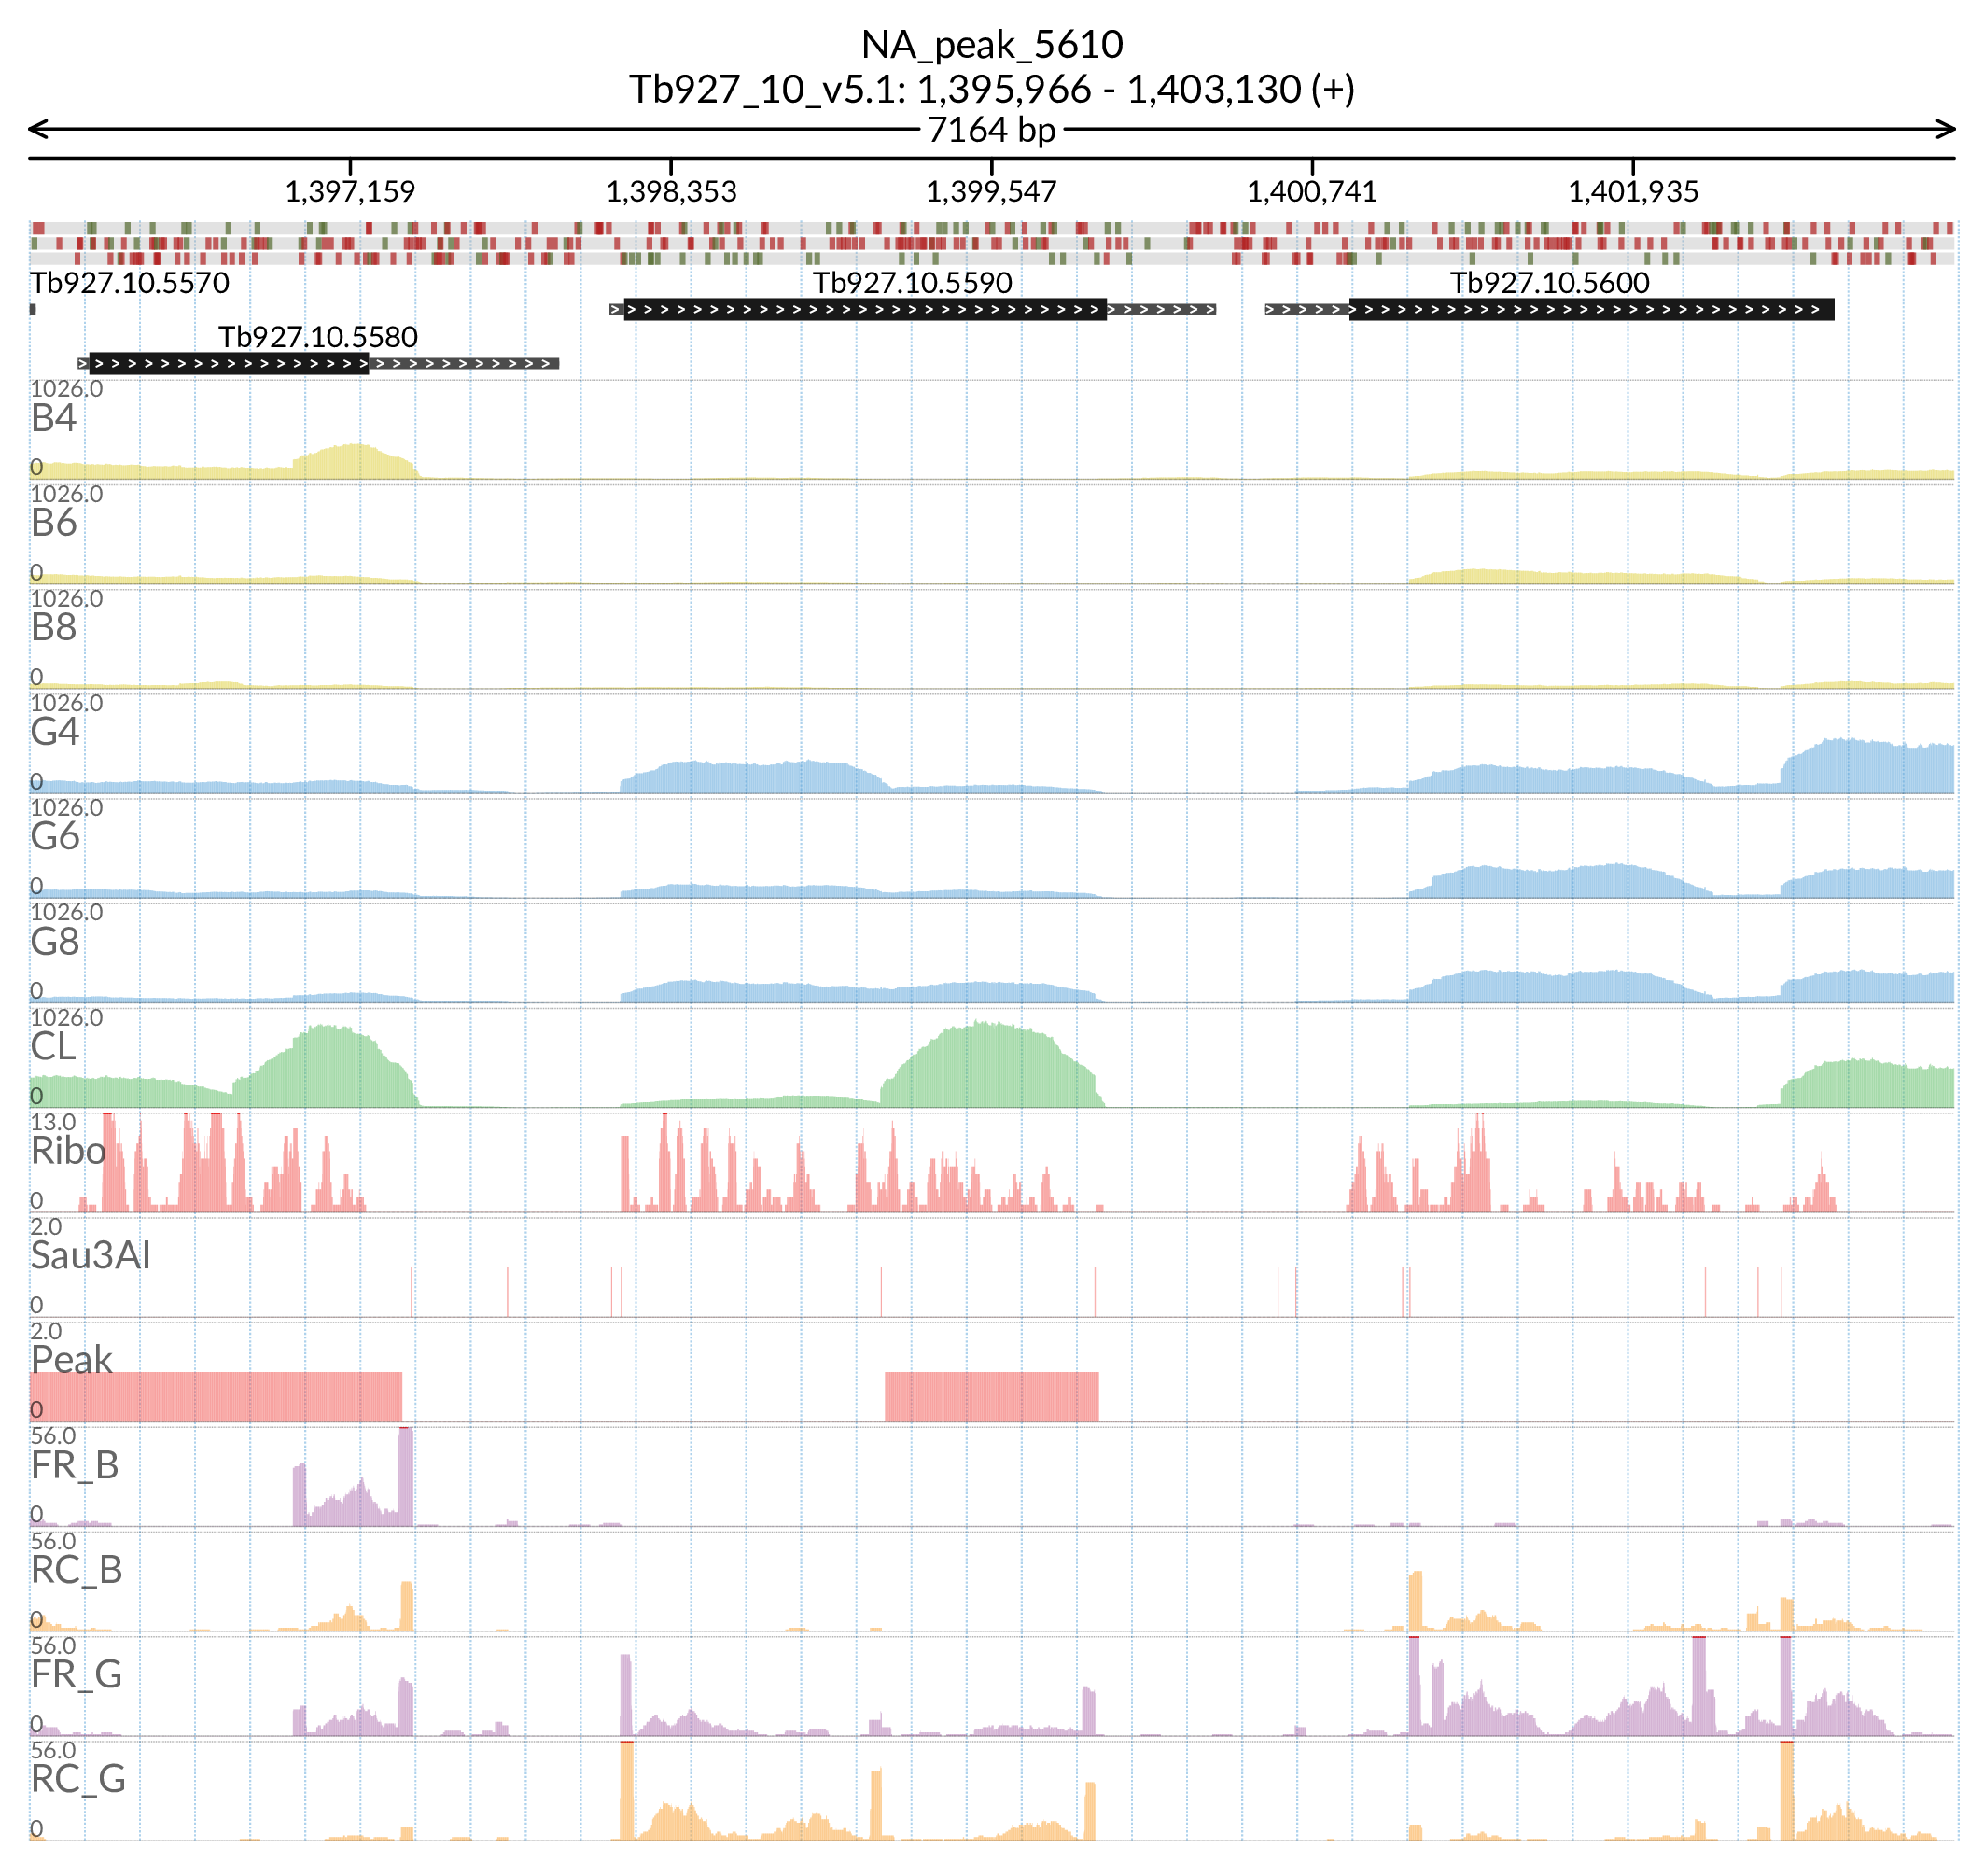 NA_peak_5610
Tb927_10_v5.1: 1,395,966 - 1,403,130 (+)
7164 bp
1,397,159 1,398,353 1,399,547 1,400,741 1,401,935
Tb927.10.5570 Tb927.10.5590 Tb927.10.5600
Tb927.10.5580
1026.0
B4
0
1026.0
B6
0
1026.0
B8
0
1026.0
G4
0
1026.0
G6
0
1026.0
G8
0
1026.0
CL
0
13.0
Ribo
0
2.0
Sau3AI
0
2.0
Peak
0
56.0
FR_B
0
56.0
RC_B
0
56.0
FR_G
0
56.0
RC_G
0